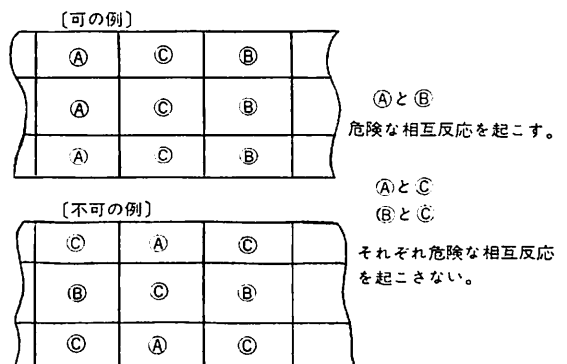 〔可の例〕
Ⓐ Ⓒ Ⓑ
Ⓐ Ⓒ Ⓑ
Ⓐ Ⓒ Ⓑ
ⒶとⒷ
危険な相互反応を起こす。
ⒶとⒸ
ⒷとⒸ
それぞれ危険な相互反応
を起こさない。
〔不可の例〕
Ⓒ Ⓐ Ⓒ
Ⓑ Ⓒ Ⓑ
Ⓒ Ⓐ Ⓒ